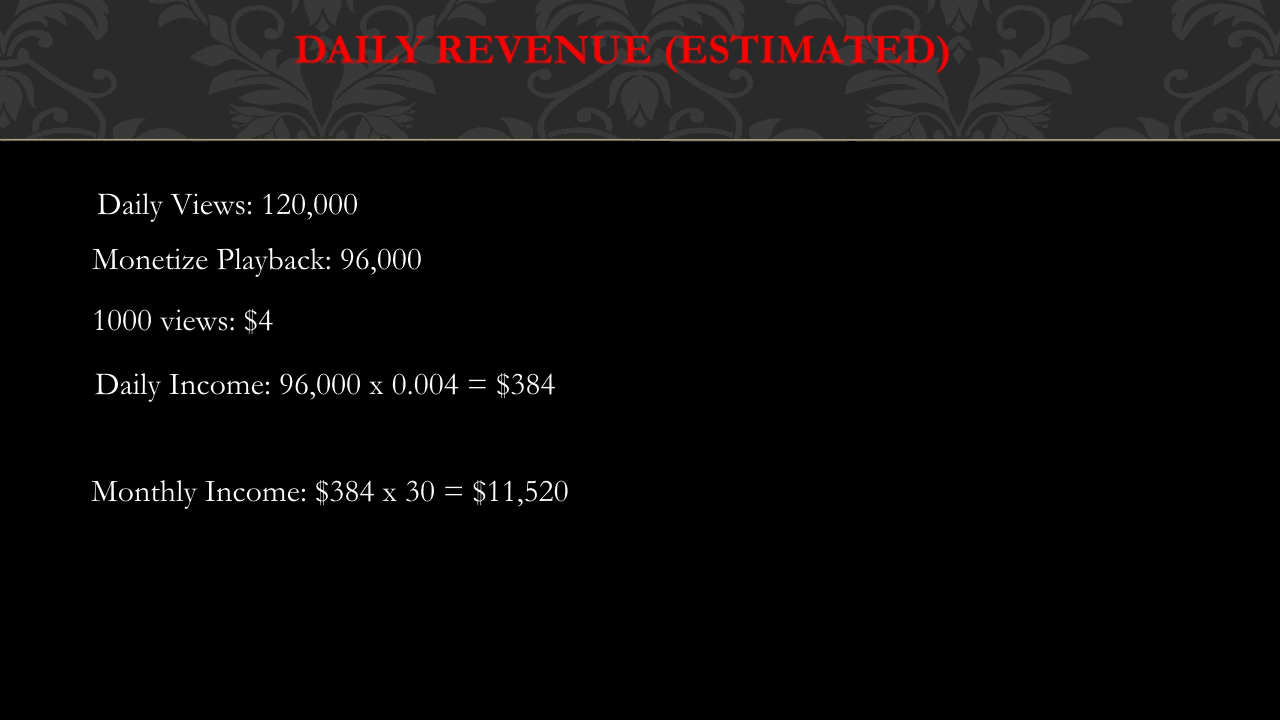 DAILY REVENUE (ESTIMATED)
Daily Views: 120,000
Monetize Playback: 96,000
1000 views: $4
Daily Income: 96,000 x 0.004 = $384
Monthly Income: $384 x 30 = $11,520